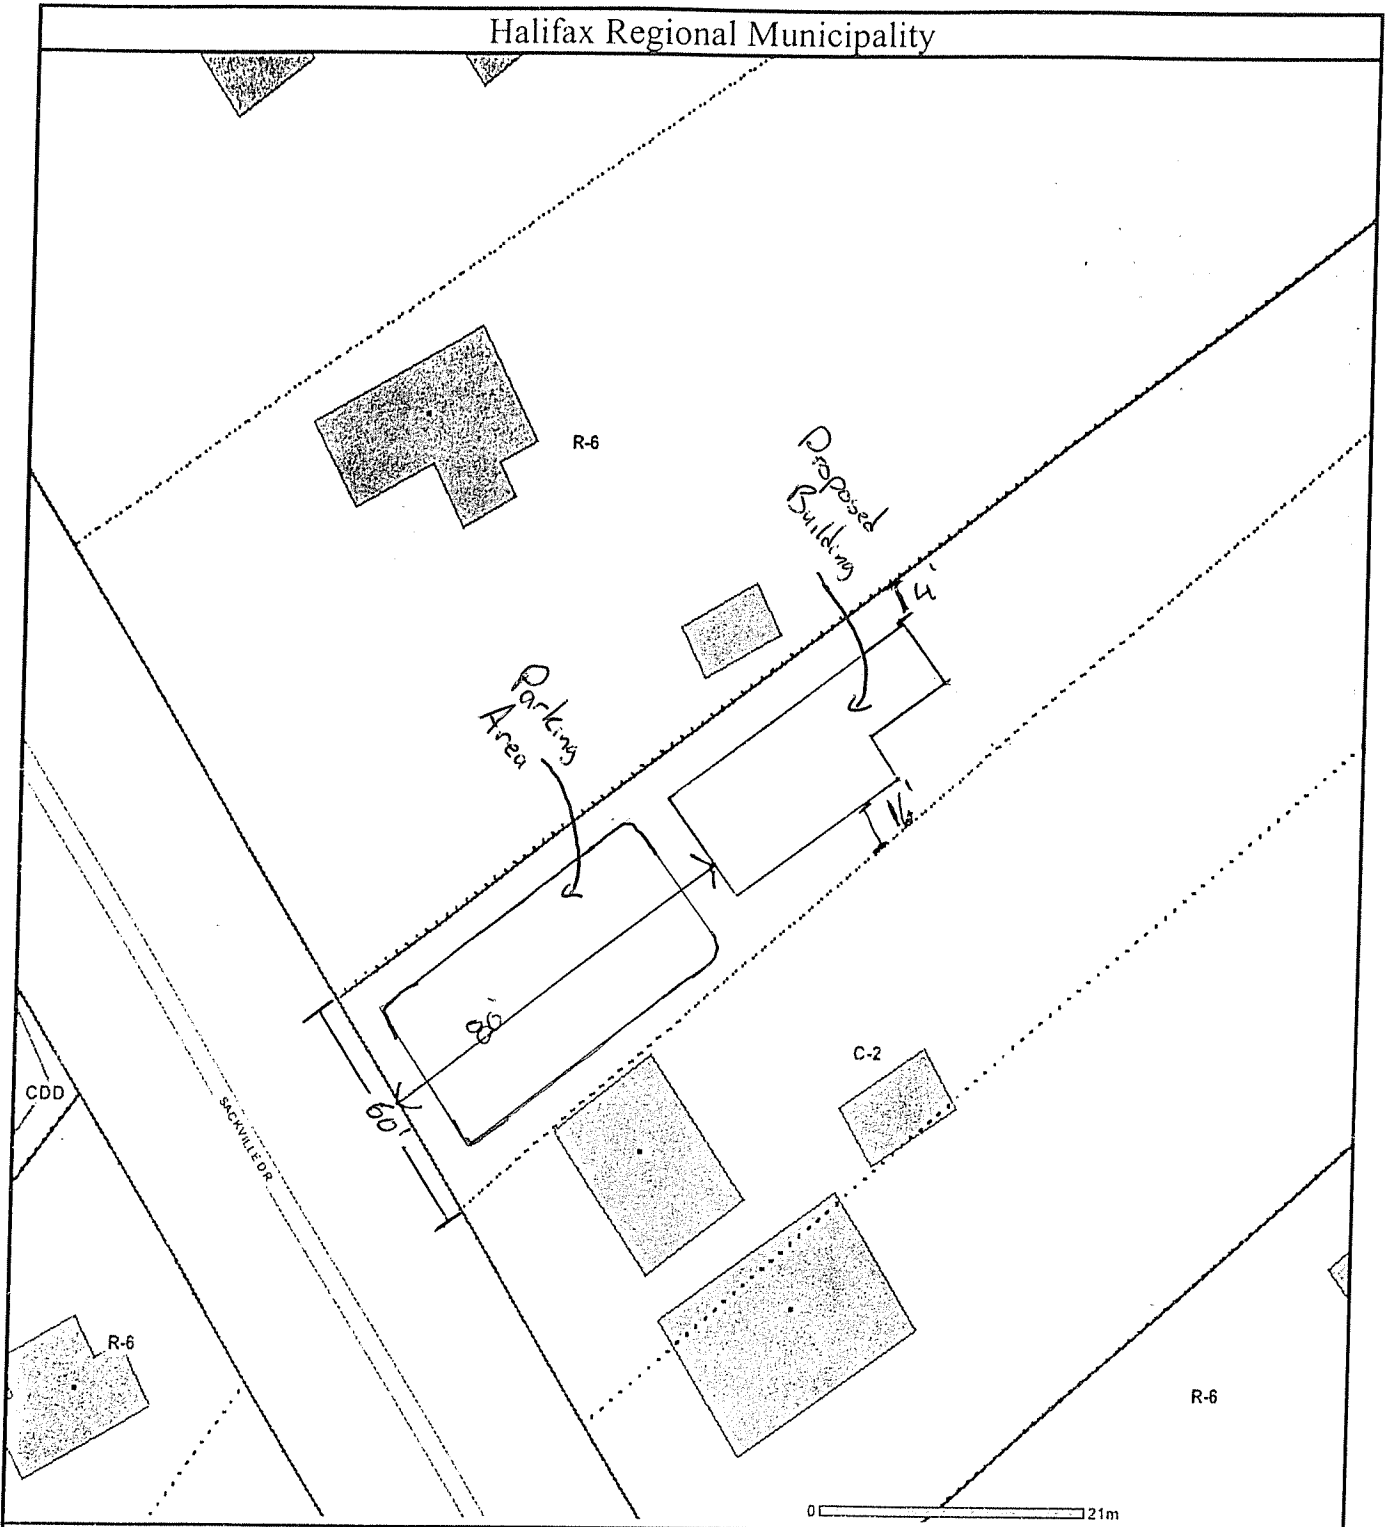 Halifax Regional Municipality
R-6
Proposed
Building
4'
Parking
Area
16'
80'
C-2
CDD
60'
SACKVILLE DR
R-6
R-6
0 21m